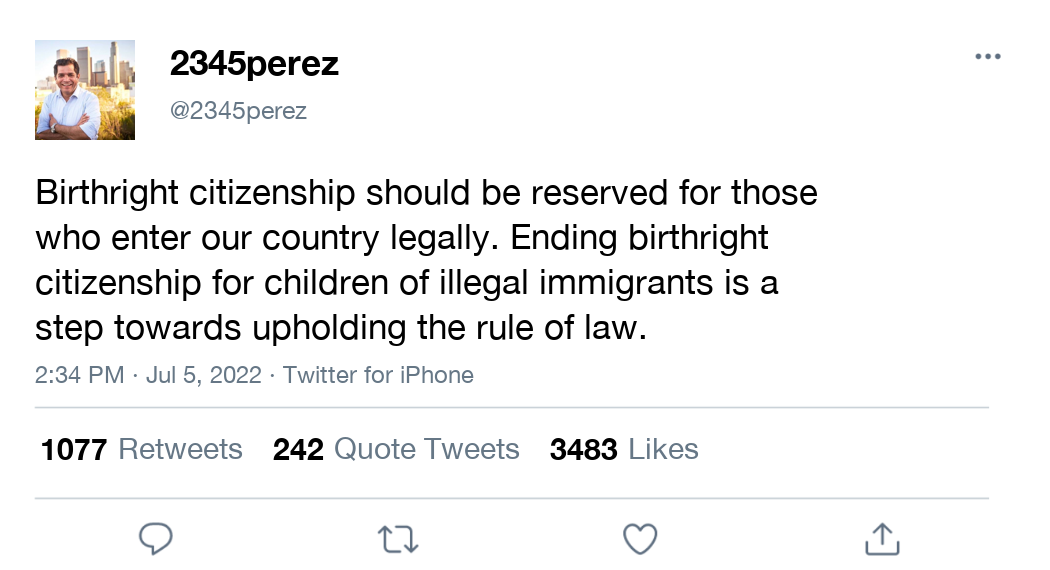 2345perez
@2345perez
Birthright citizenship should be reserved for those
who enter our country legally. Ending birthright
citizenship for children of illegal immigrants is a
step towards upholding the rule of law.
2:34 PM · Jul 5, 2022 · Twitter for iPhone
1077 Retweets 242 Quote Tweets 3483 Likes